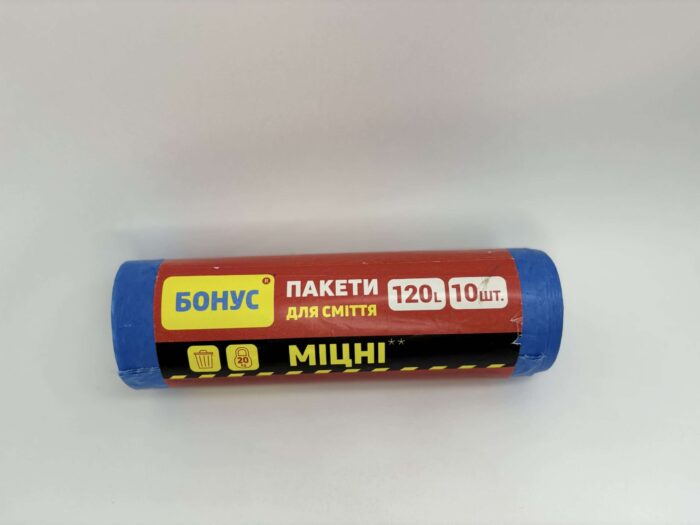 БОНУС
ПАКЕТИ 120L 10шт.
ДЛЯ СМІТТЯ
20
МІЦНІ**